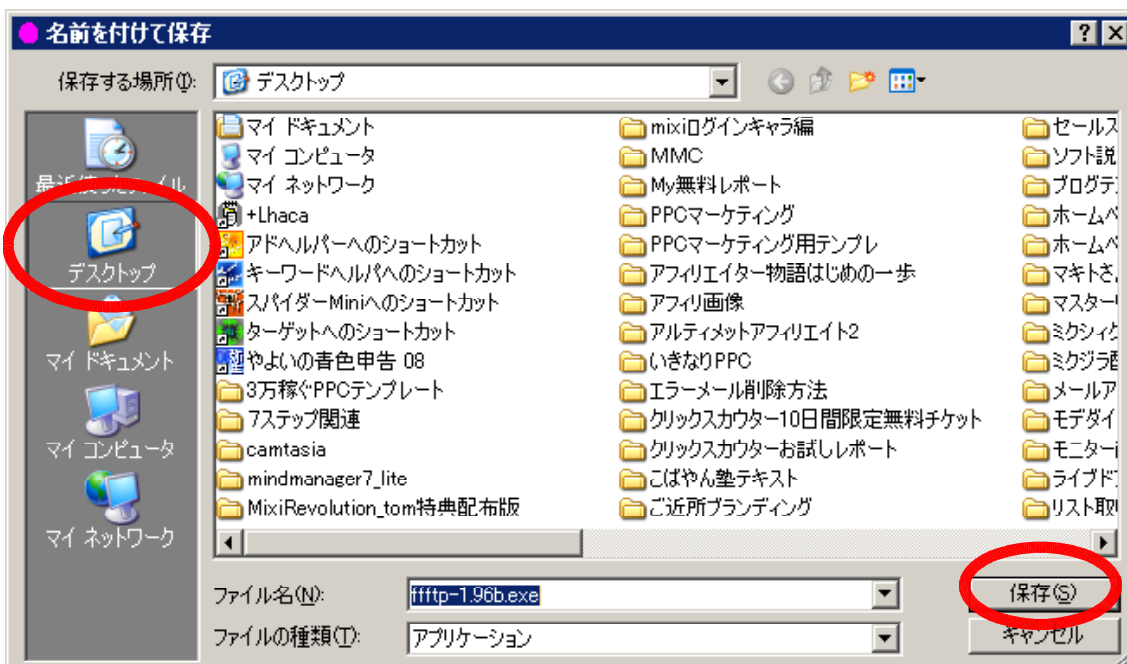 名前を付けて保存
保存する場所(I):
デスクトップ
最近使ったファイル
デスクトップ
マイ ドキュメント
マイ コンピュータ
マイ ネットワーク
マイ ドキュメント
マイ コンピュータ
マイ ネットワーク
+Lhaca
アドヘルパーへのショートカット
キーワードヘルパへのショートカット
スパイダーMiniへのショートカット
ターゲットへのショートカット
やよいの青色申告 08
3万稼ぐPPCテンプレート
7ステップ関連
camtasia
mindmanager7_lite
MixiRevolution_tom特典配布版
mixiログインキャラ編
MMC
My無料レポート
PPCマーケティング
PPCマーケティング用テンプレ
アフィリエイター物語はじめの一歩
アフィリ画像
アルティメットアフィリエイト2
いきなりPPC
エラーメール削除方法
クリックスカウター10日間限定無料チケット
クリックスカウターお試しレポート
こばやん塾テキスト
ご近所ブランディング
セールス
ソフト説
ブログテ
ホームペ
ホームペ
マキトさ
マスター
ミクシィ
ミクジラ
メールア
モデダイ
モニター
ライブド
リスト取
ファイル名(N):
ffftp-1.96b.exe
保存(S)
ファイルの種類(T):
アプリケーション
キャンセル